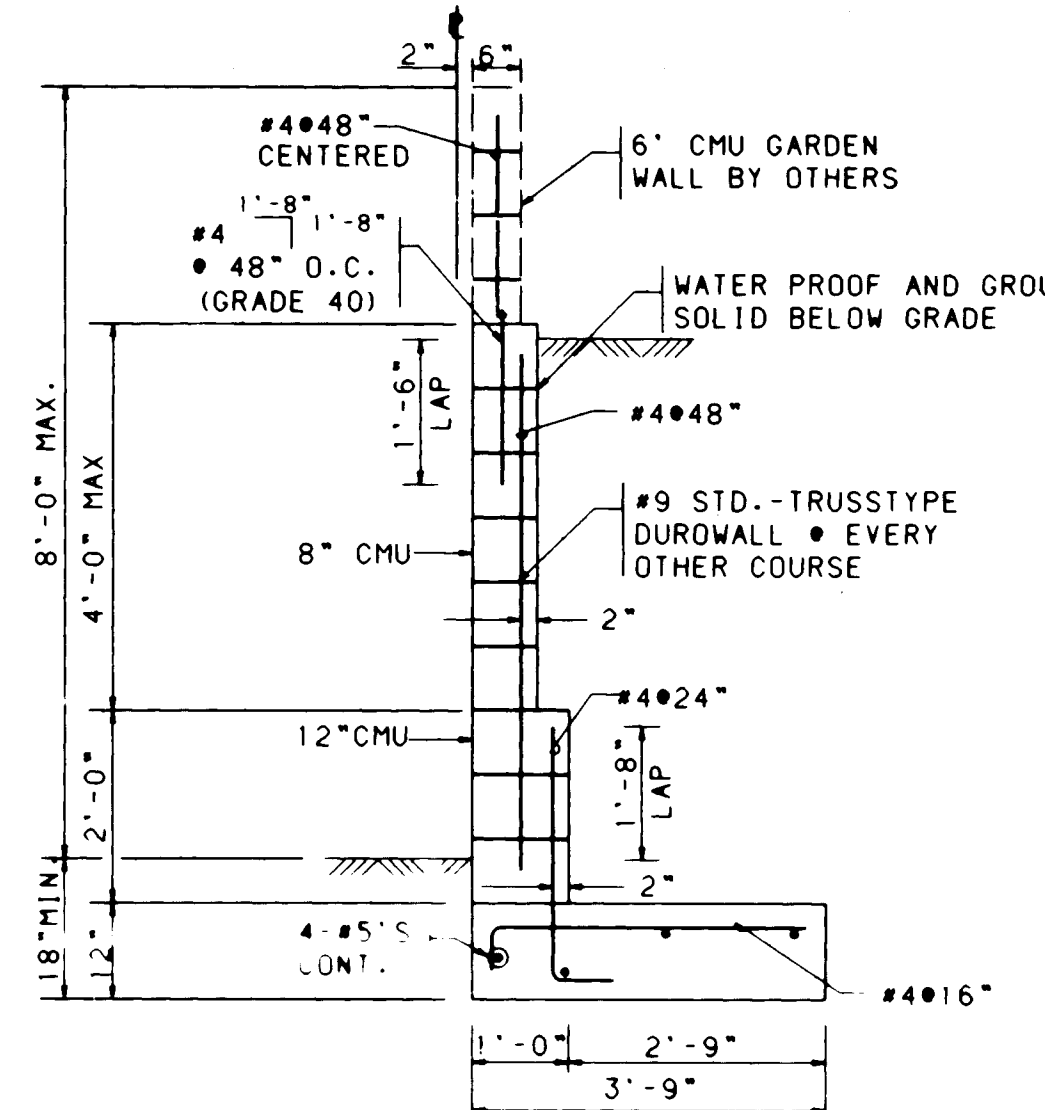 2" 6"
#4@48"
CENTERED
6' CMU GARDEN
WALL BY OTHERS
1'-8"
1'-8"
#4
@ 48" O.C.
(GRADE 40)
WATER PROOF AND GROU
SOLID BELOW GRADE
1'-6"
LAP
#4@48"
8'-0" MAX.
4'-0" MAX
#9 STD.-TRUSSTYPE
DUROWALL @ EVERY
OTHER COURSE
8" CMU
2"
#4@24"
12"CMU
1'-8"
LAP
2'-0"
2"
18"MIN
12"
4-#5'S
CONT.
#4@16"
1'-0" 2'-9"
3'-9"